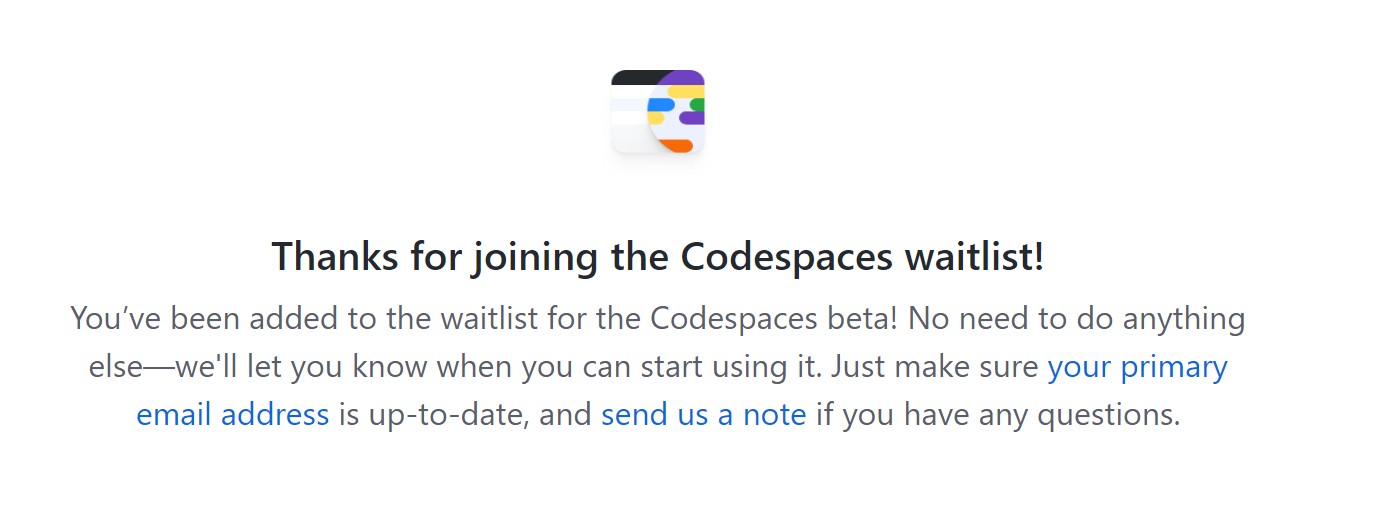 Thanks for joining the Codespaces waitlist!
You’ve been added to the waitlist for the Codespaces beta! No need to do anything
else—we'll let you know when you can start using it. Just make sure your primary
email address is up-to-date, and send us a note if you have any questions.